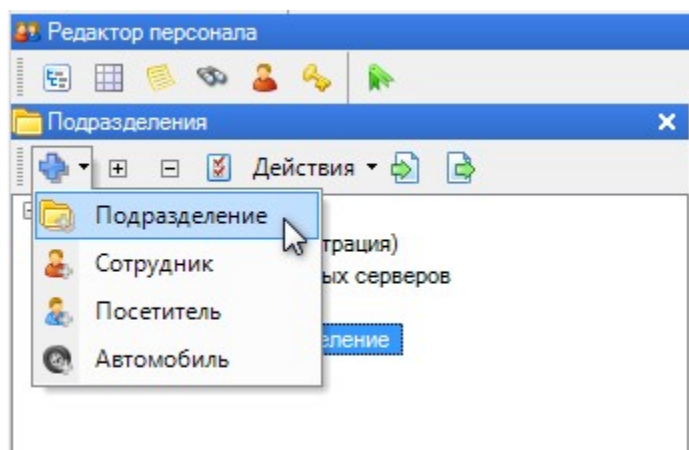 Редактор персонала
Подразделения
Действия
Подразделение
трация)
Сотрудник
ых серверов
Посетитель
еление
Автомобиль